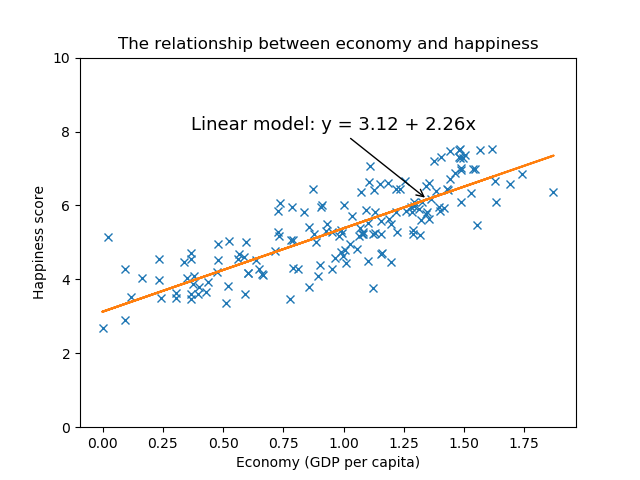 The relationship between economy and happiness
10
8
6
4
2
0
Linear model: y = 3.12 + 2.26x
Happiness score
0.00 0.25 0.50 0.75 1.00 1.25 1.50 1.75
Economy (GDP per capita)